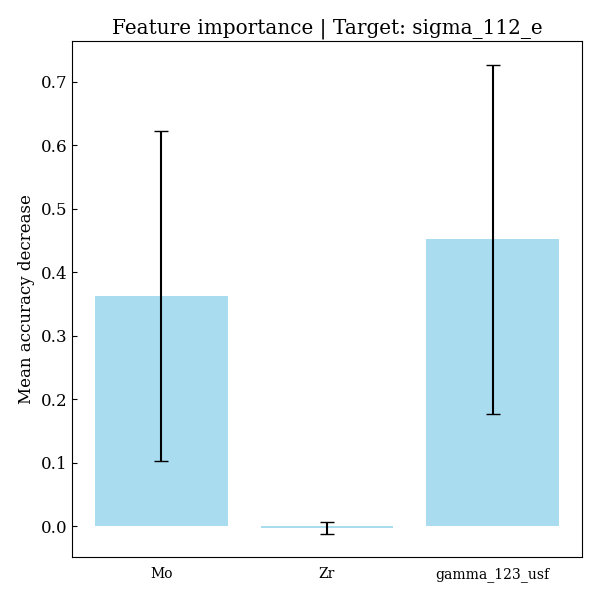 Feature importance | Target: sigma_112_e
Mean accuracy decrease
0.7
0.6
0.5
0.4
0.3
0.2
0.1
0.0
Mo
Zr
gamma_123_usf